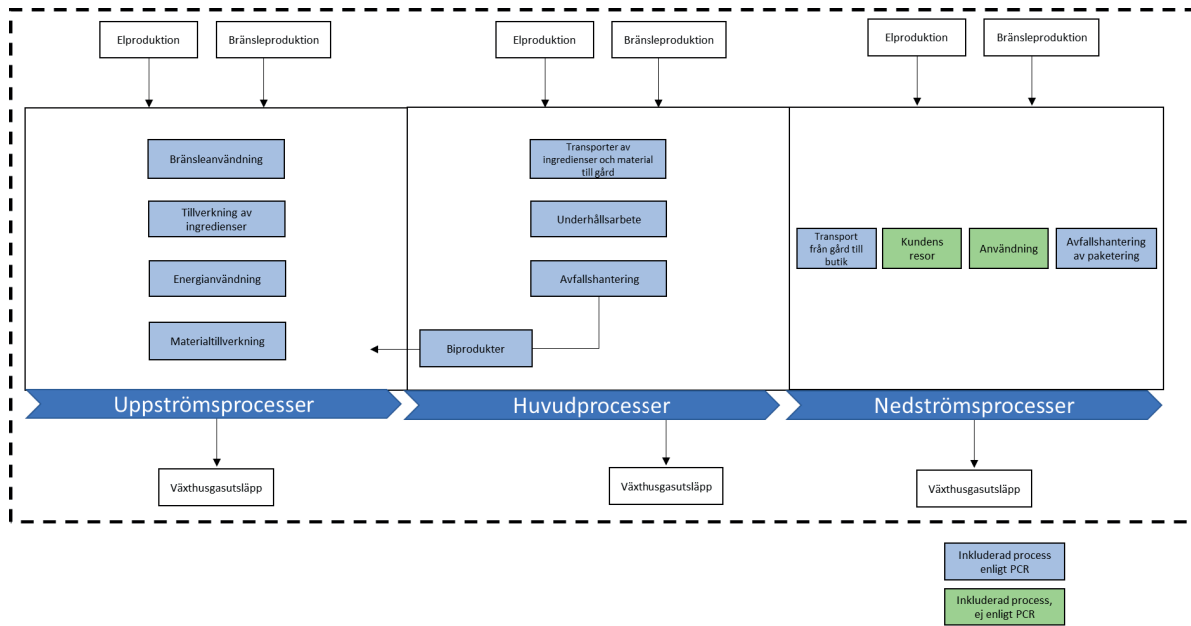 Elproduktion
Bränsleproduktion
Elproduktion
Bränsleproduktion
Elproduktion
Bränsleproduktion
Bränsleanvändning
Tillverkning av
ingredienser
Energianvändning
Materialtillverkning
Transporter av
ingredienser och material
till gård
Underhållsarbete
Avfallshantering
Biprodukter
Transport
från gård till
butik
Kundens
resor
Användning
Avfallshantering
av paketering
Uppströmsprocesser
Huvudprocesser
Nedströmsprocesser
Växthusgasutsläpp
Växthusgasutsläpp
Växthusgasutsläpp
Inkluderad process
enligt PCR
Inkluderad process,
ej enligt PCR